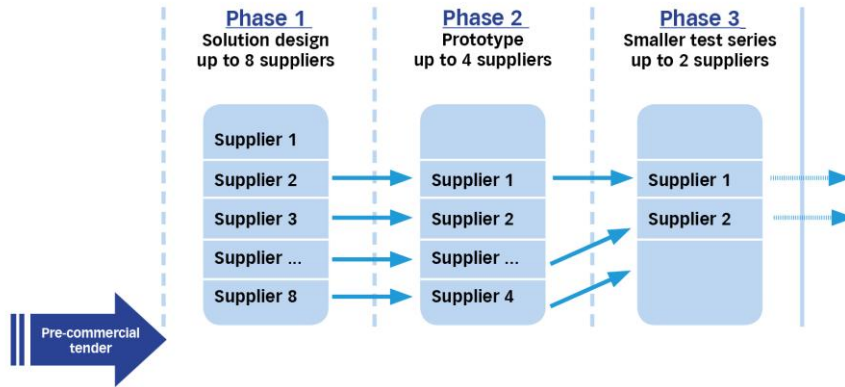 Phase 1
Solution design
up to 8 suppliers
Phase 2
Prototype
up to 4 suppliers
Phase 3
Smaller test series
up to 2 suppliers
Supplier 1
Supplier 2
Supplier 3
Supplier ...
Supplier 8
Supplier 1
Supplier 2
Supplier ...
Supplier 4
Supplier 1
Supplier 2
Pre-commercial
tender